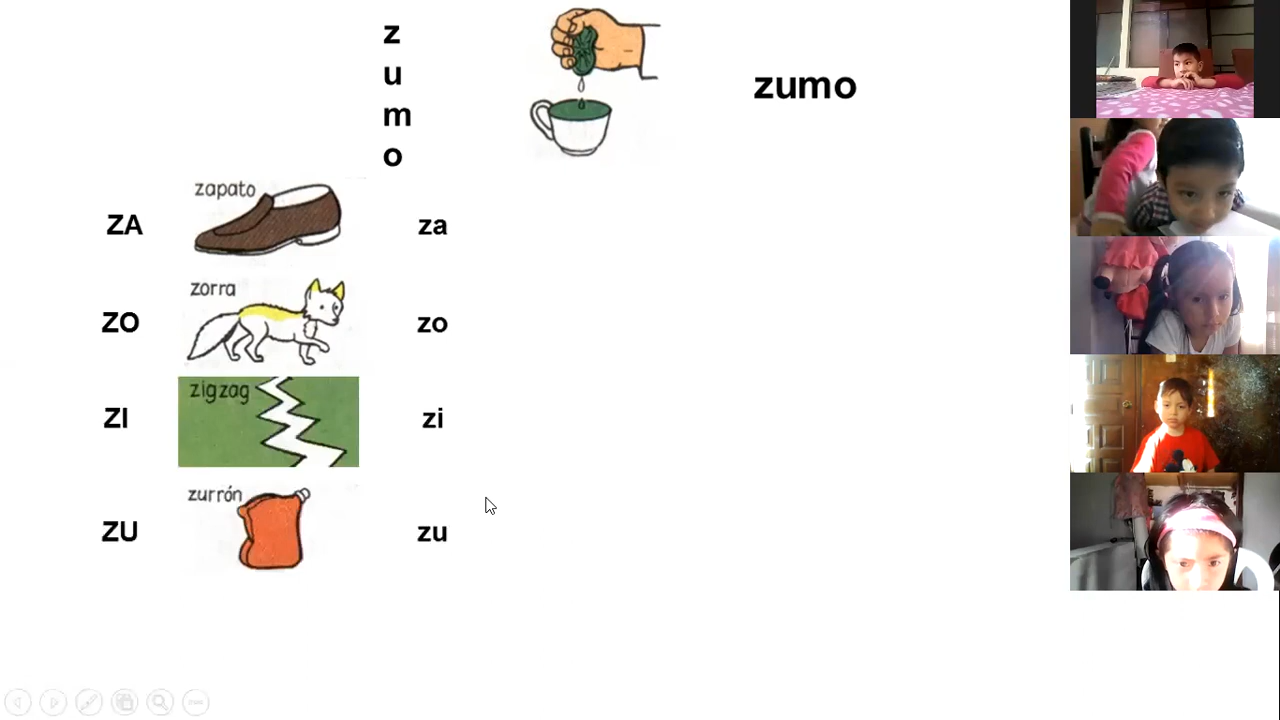 z
u
m
o
zumo
zapato
ZA za
zorra
ZO zo
zigzag
ZI zi
zurrón
ZU zu